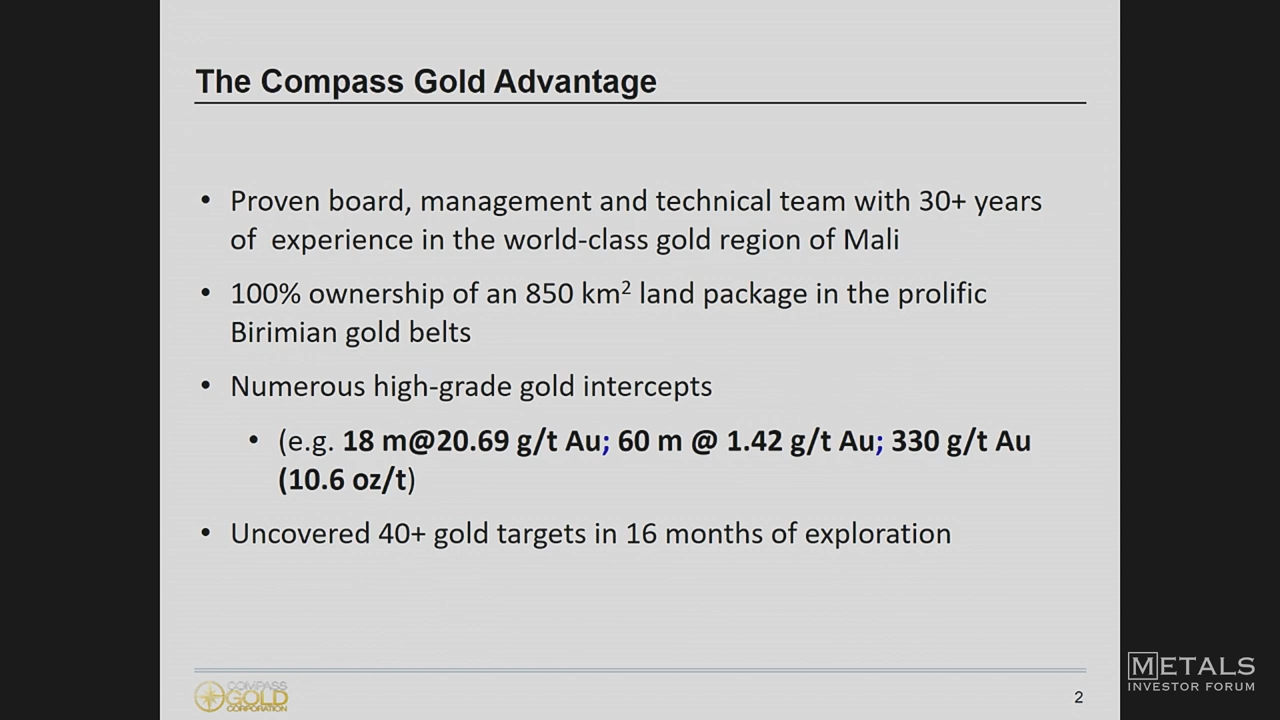 The Compass Gold Advantage
• Proven board, management and technical team with 30+ years
of  experience in the world-class gold region of Mali
• 100% ownership of an 850 km² land package in the prolific
Birimian gold belts
• Numerous high-grade gold intercepts
• (e.g. 18 m@20.69 g/t Au; 60 m @ 1.42 g/t Au; 330 g/t Au
(10.6 oz/t)
• Uncovered 40+ gold targets in 16 months of exploration
COMPASS
GOLD
CORPORATION
2
METALS
INVESTOR FORUM